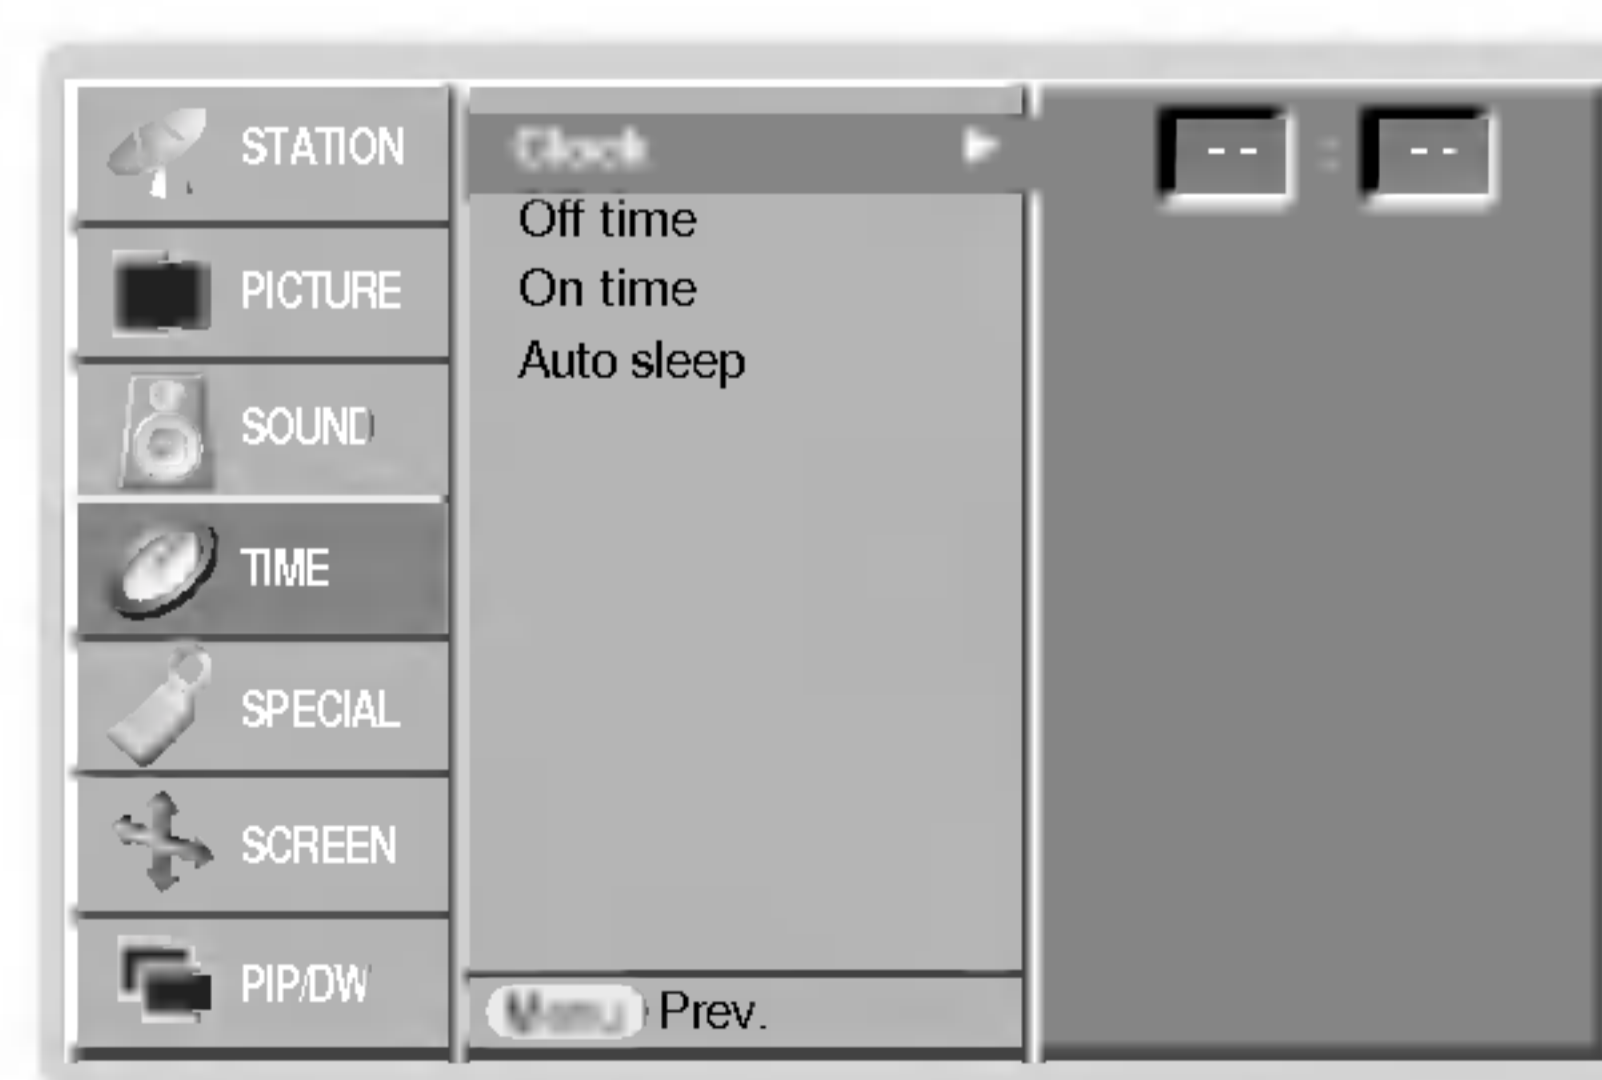 STATION
PICTURE
SOUND
TIME
SPECIAL
SCREEN
PIP/DW
Clock
Off time
On time
Auto sleep
Menu Prev.
-- : --